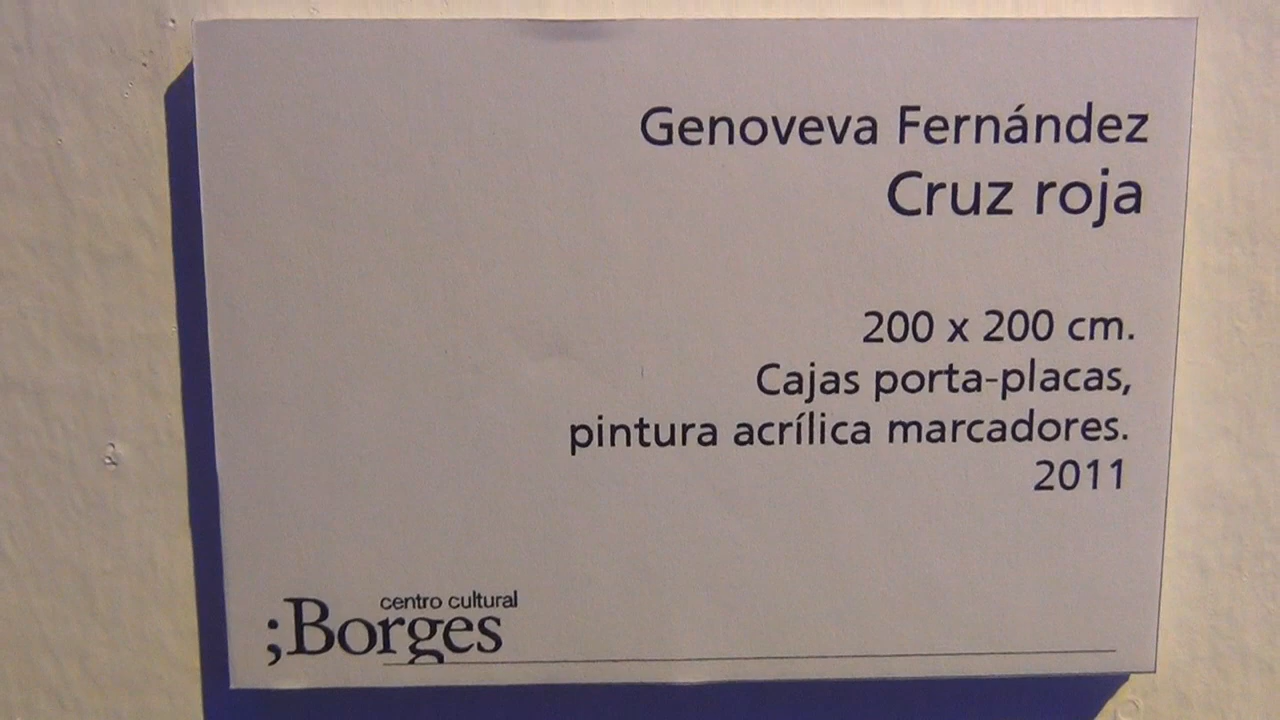 Genoveva Fernández
Cruz roja
200 x 200 cm.
Cajas porta-placas,
pintura acrílica marcadores.
2011
centro cultural
;Borges